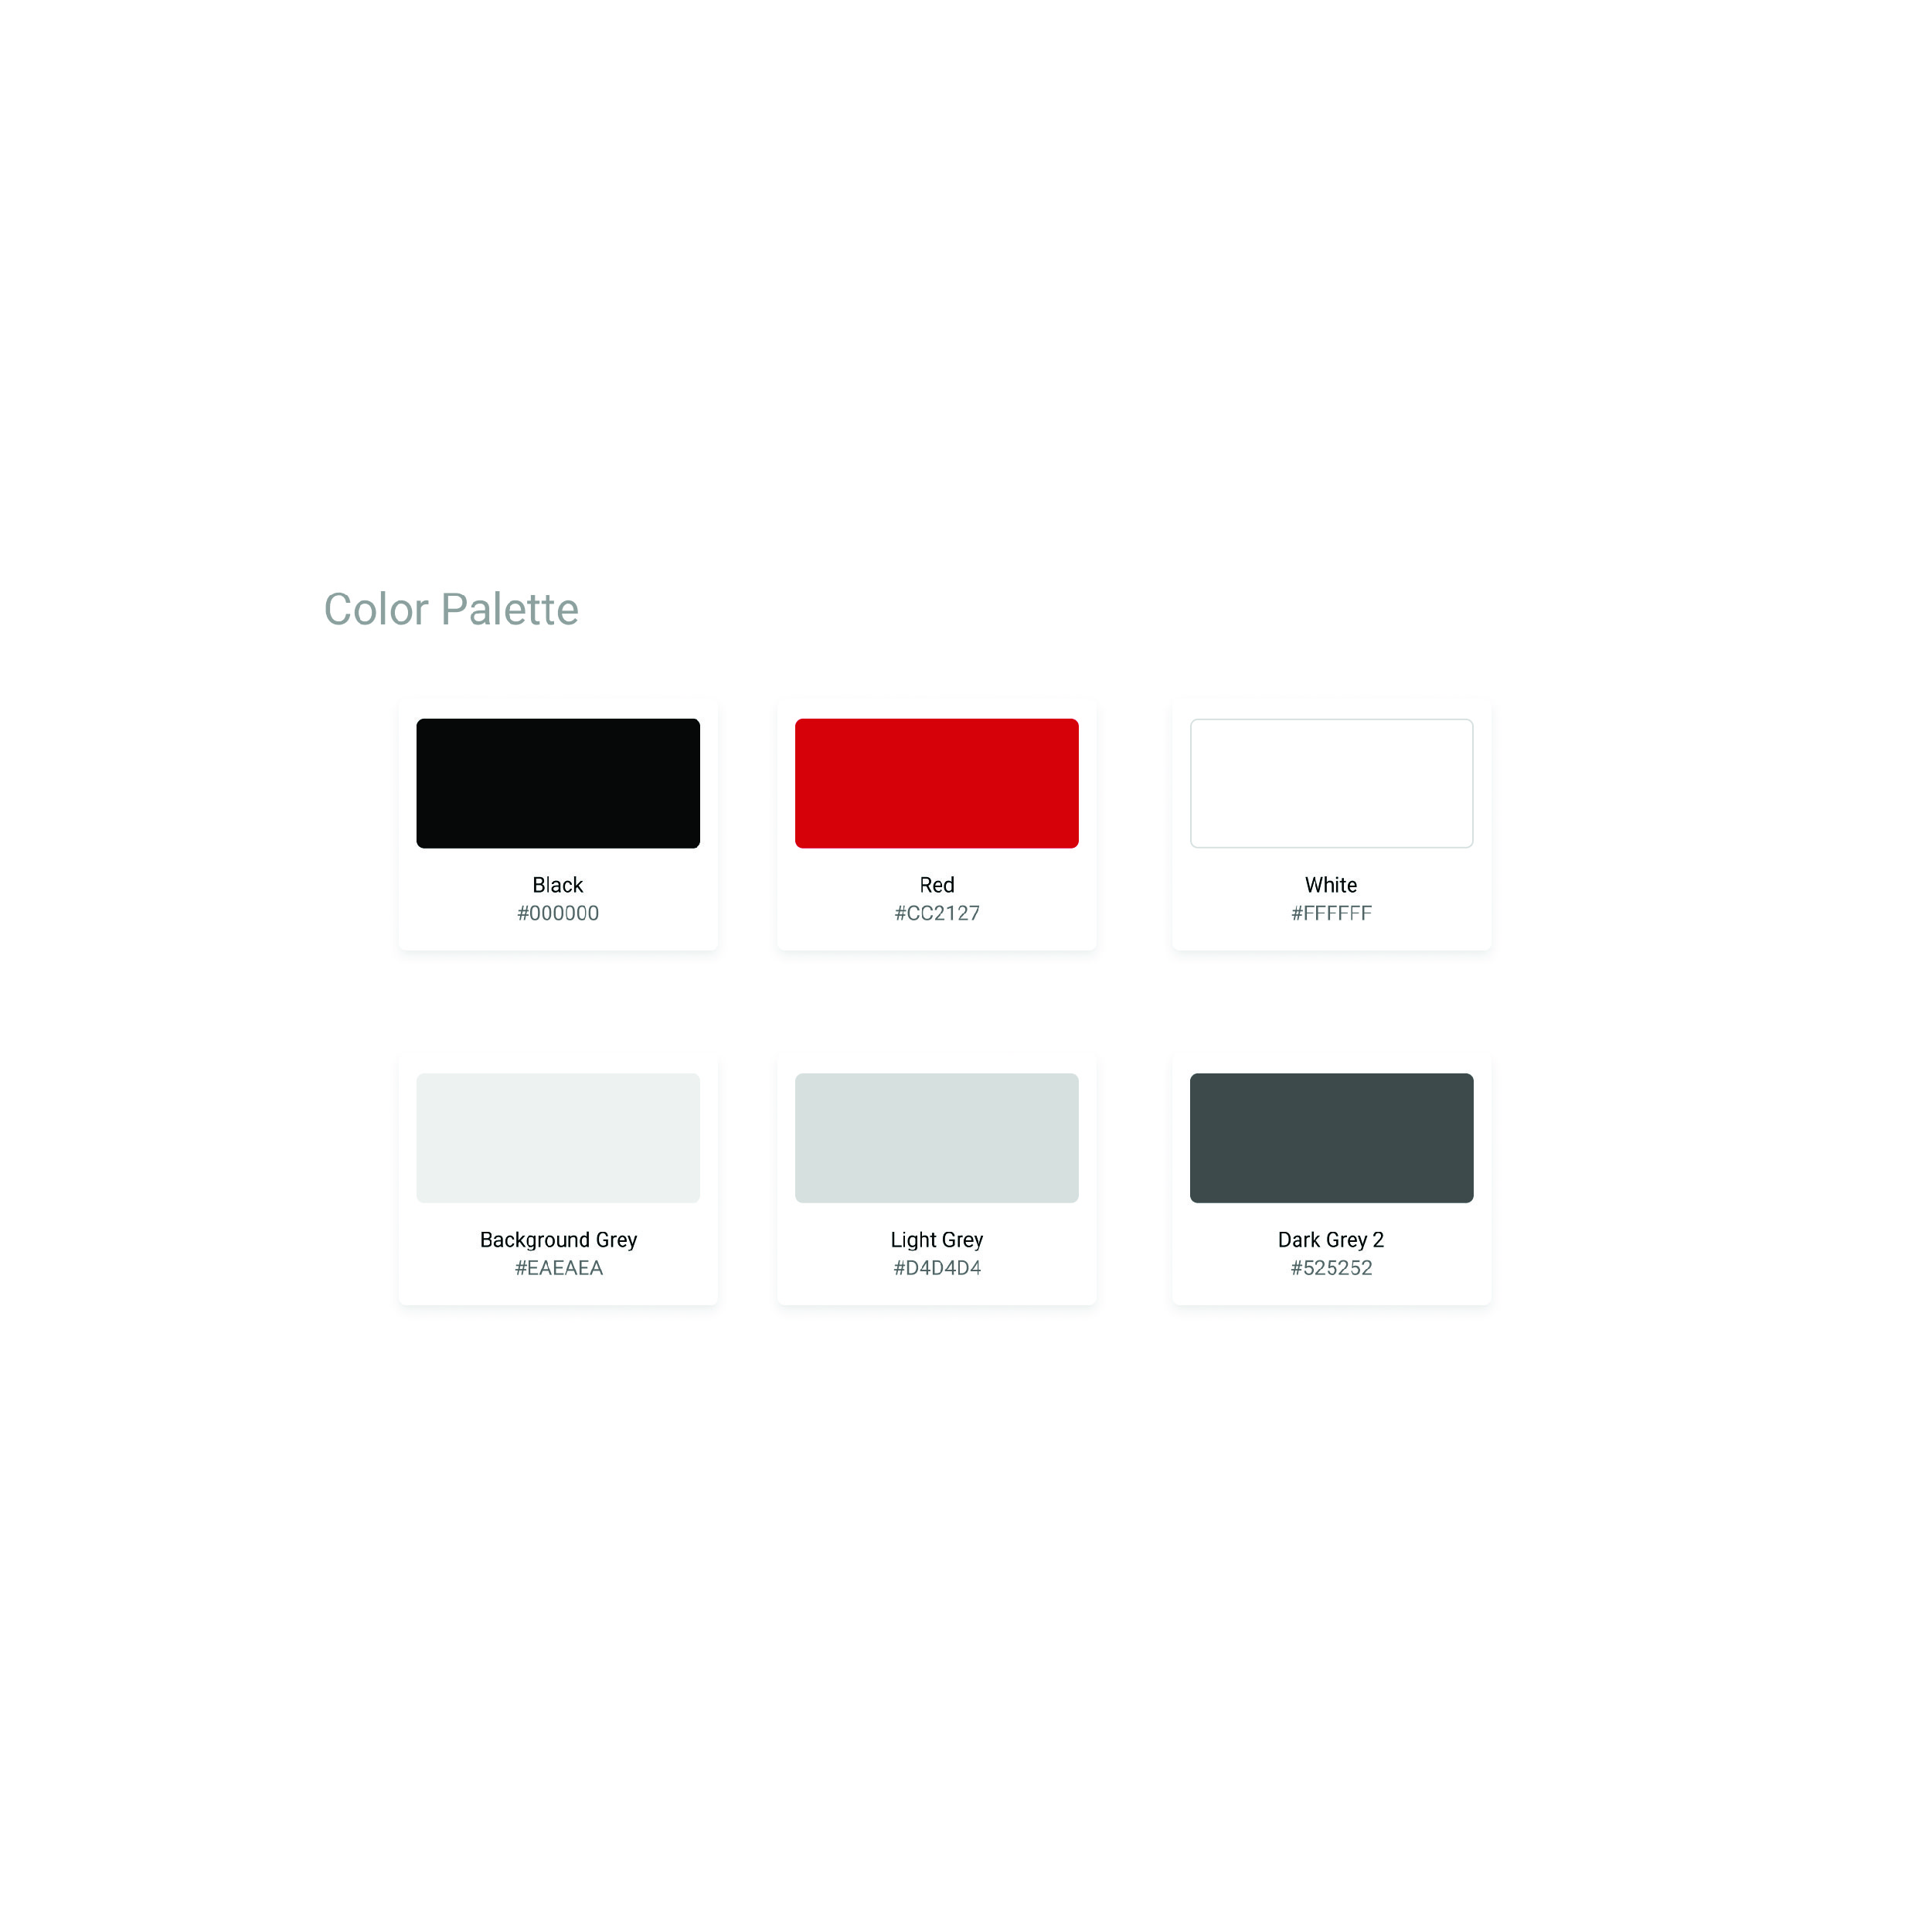 Color Palette
Black
#000000
Red
#CC2127
White
#FFFFFF
Background Grey
#EAEAEA
Light Grey
#D4D4D4
Dark Grey 2
#525252